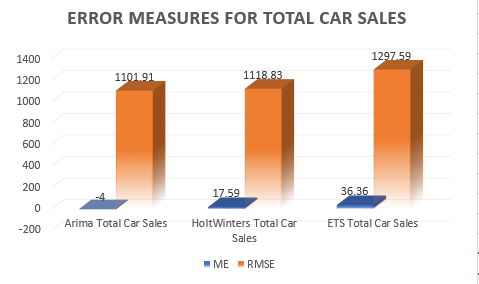 ERROR MEASURES FOR TOTAL CAR SALES
1400
1200
1000
800
600
400
200
0
-200
1101.91
1118.83
1297.59
-4
17.59
36.36
Arima Total Car Sales
HoltWinters Total Car
Sales
ETS Total Car Sales
ME
RMSE